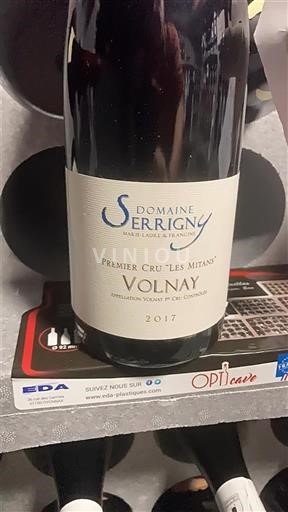 DOMAINE
SERRIGNY
MARIE-LAURE & FRANCINE
VINIOU
PREMIER CRU "LES MITANS"
VOLNAY
APPELLATION VOLNAY 1ER CRU CONTRÔLÉE
2017
EDA
SUIVEZ NOUS SUR
www.eda-plastiques.com
OPTIcave